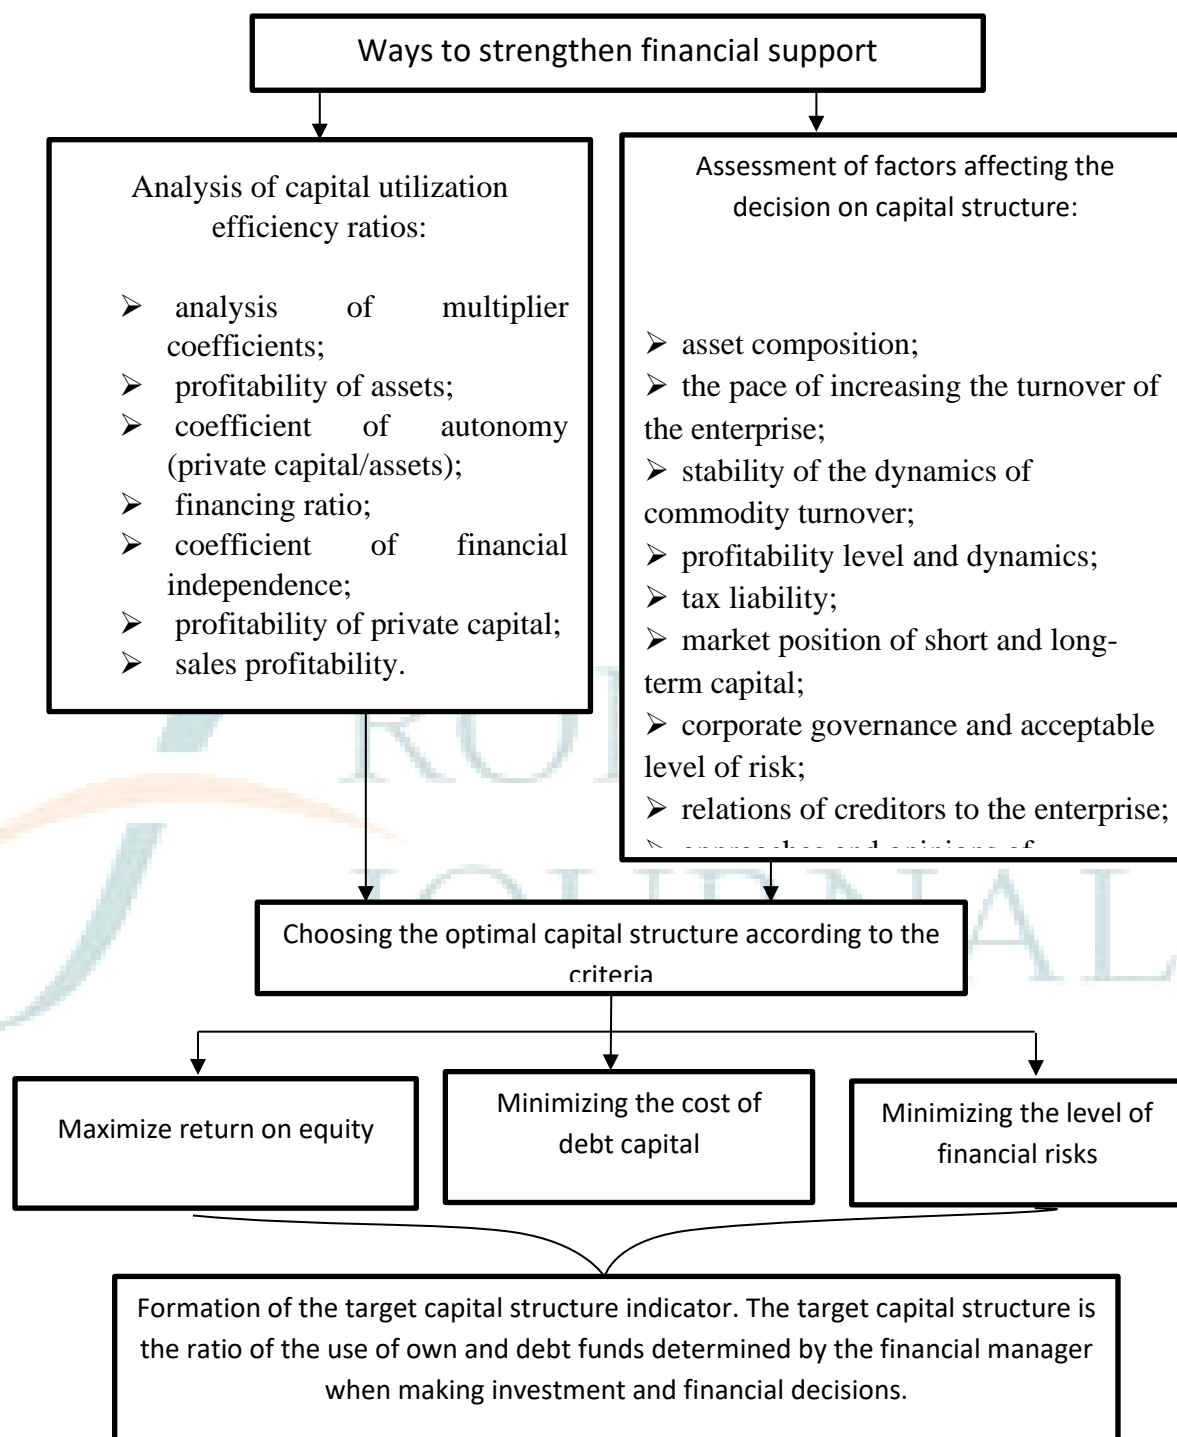 Ways to strengthen financial support
Analysis of capital utilization
efficiency ratios:
➢ analysis of multiplier
coefficients;
➢ profitability of assets;
➢ coefficient of autonomy
(private capital/assets);
➢ financing ratio;
➢ coefficient of financial
independence;
➢ profitability of private capital;
➢ sales profitability.
Assessment of factors affecting the
decision on capital structure:
➢ asset composition;
➢ the pace of increasing the turnover of
the enterprise;
➢ stability of the dynamics of
commodity turnover;
➢ profitability level and dynamics;
➢ tax liability;
➢ market position of short and long-
term capital;
➢ corporate governance and acceptable
level of risk;
➢ relations of creditors to the enterprise;
➢ approaches and opinions of
Choosing the optimal capital structure according to the
criteria
Maximize return on equity
Minimizing the cost of
debt capital
Minimizing the level of
financial risks
Formation of the target capital structure indicator. The target capital structure is
the ratio of the use of own and debt funds determined by the financial manager
when making investment and financial decisions.
JOURNAL